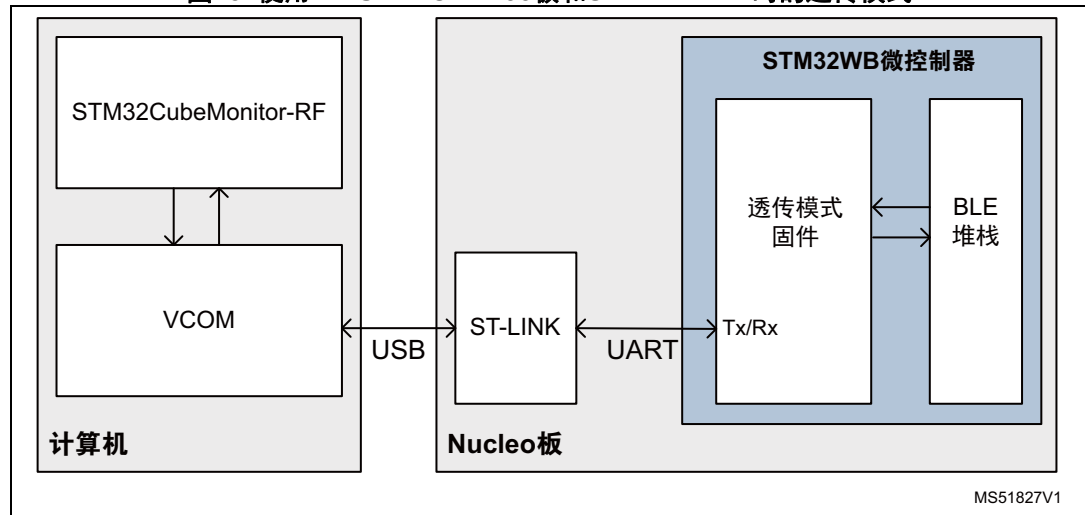 STM32WB微控制器
STM32CubeMonitor-RF
透传模式
固件
BLE
堆栈
VCOM
ST-LINK
Tx/Rx
USB
UART
计算机
Nucleo板
MS51827V1